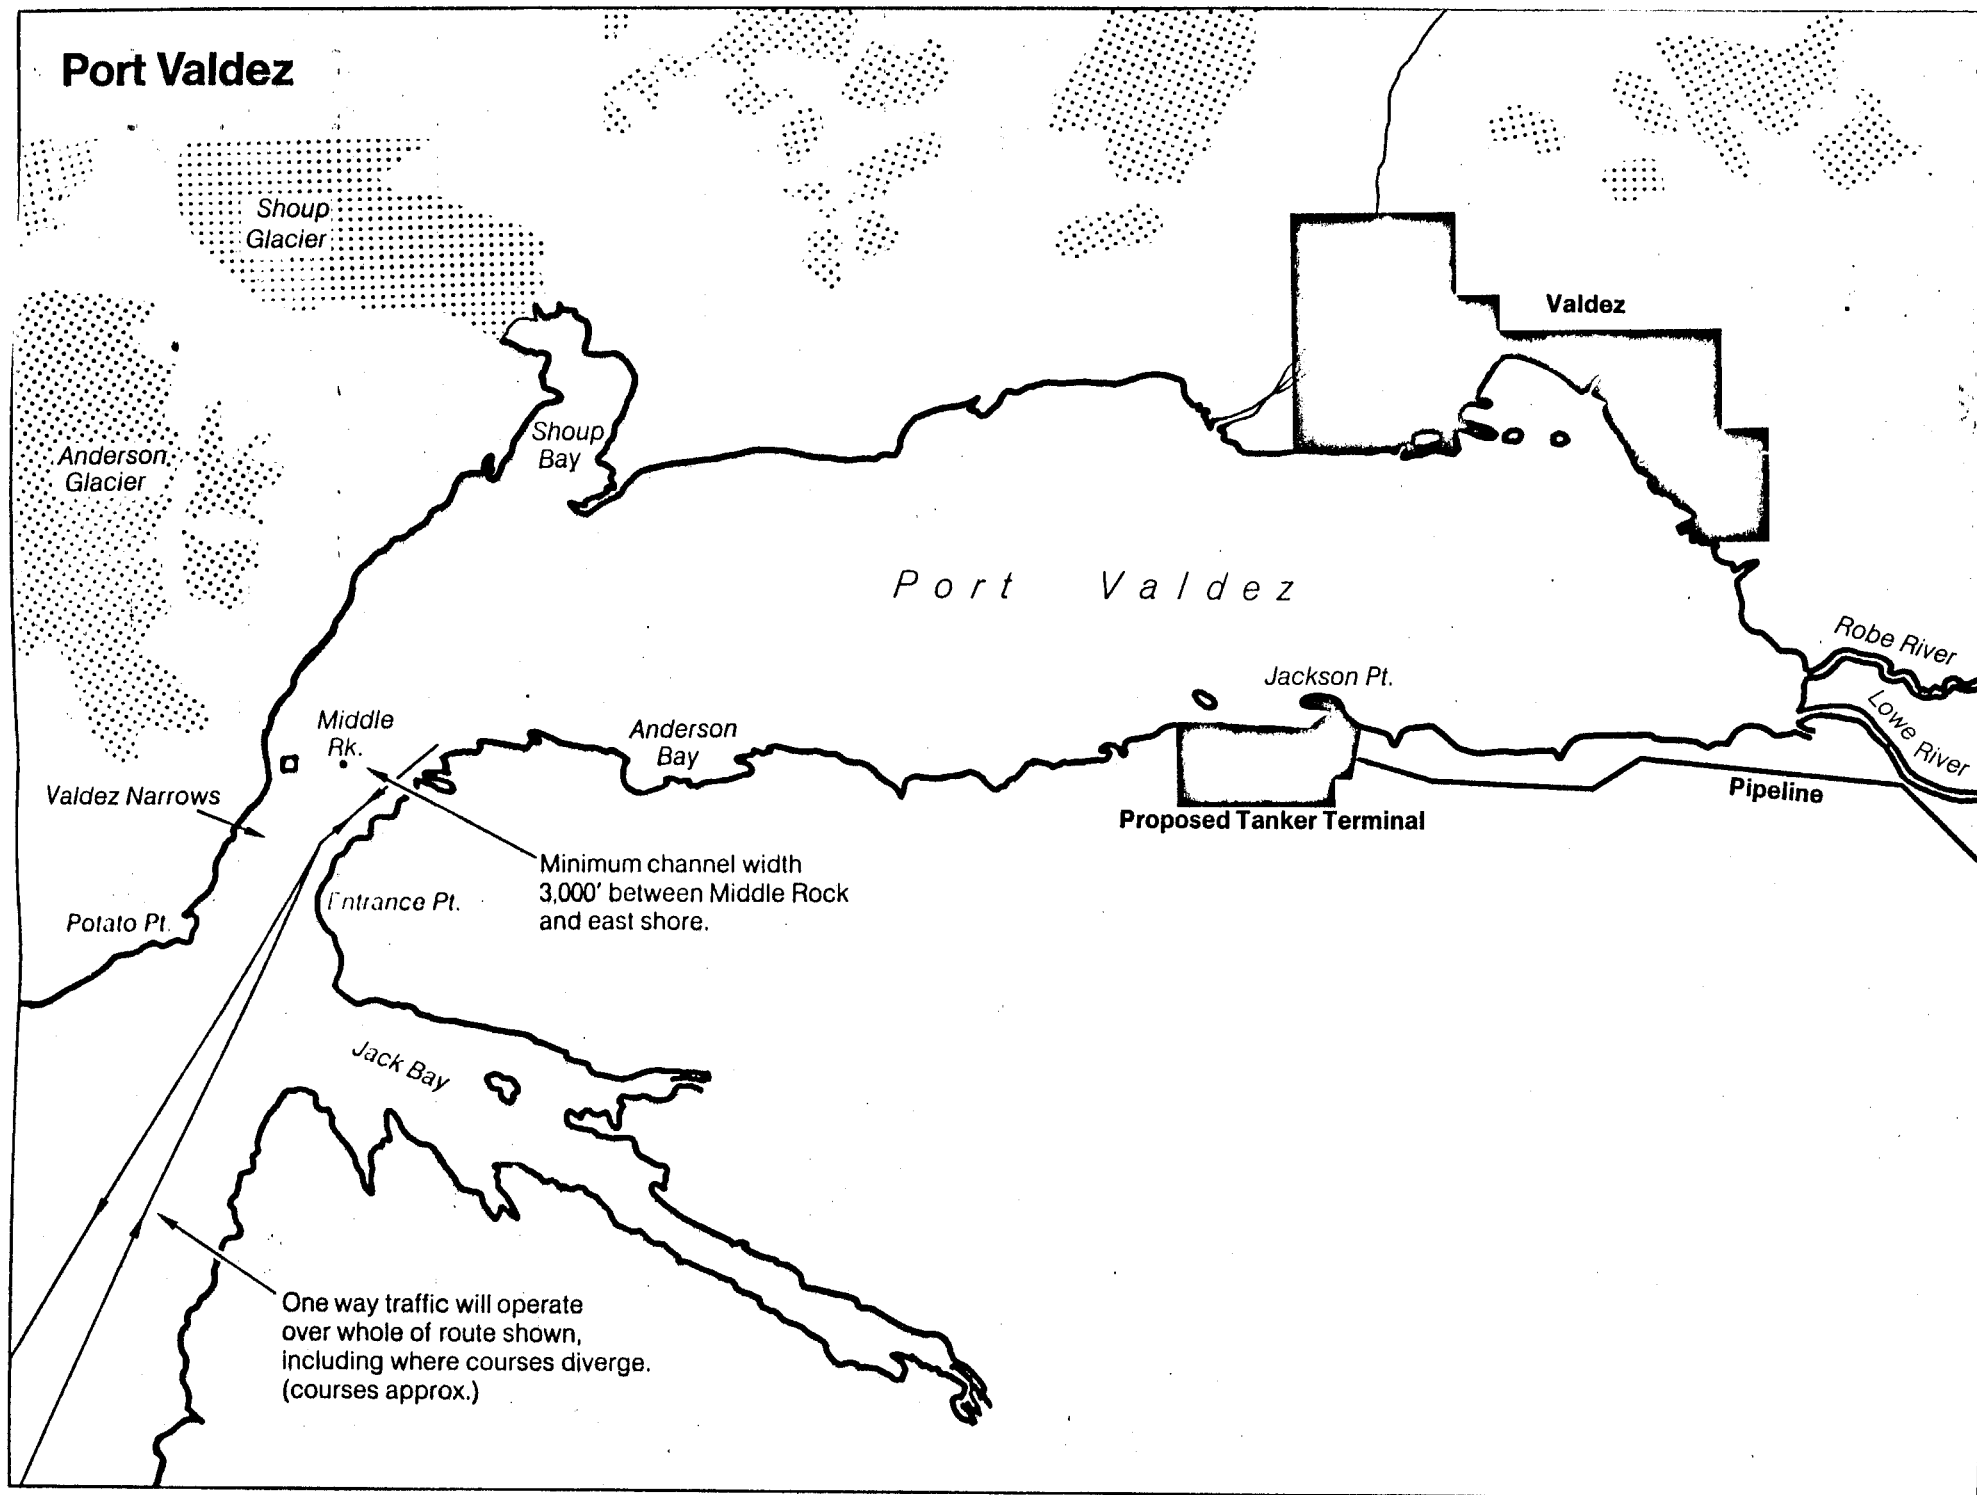 Port Valdez
Shoup
Glacier
Valdez
Shoup
Bay
Anderson
Glacier
Port Valdez
Robe River
Jackson Pt.
Lowe River
Middle
Rk.
Anderson
Bay
Valdez Narrows
Pipeline
Proposed Tanker Terminal
Minimum channel width
3,000' between Middle Rock
and east shore.
Entrance Pt.
Potato Pt.
Jack Bay
One way traffic will operate
over whole of route shown,
including where courses diverge.
(courses approx.)